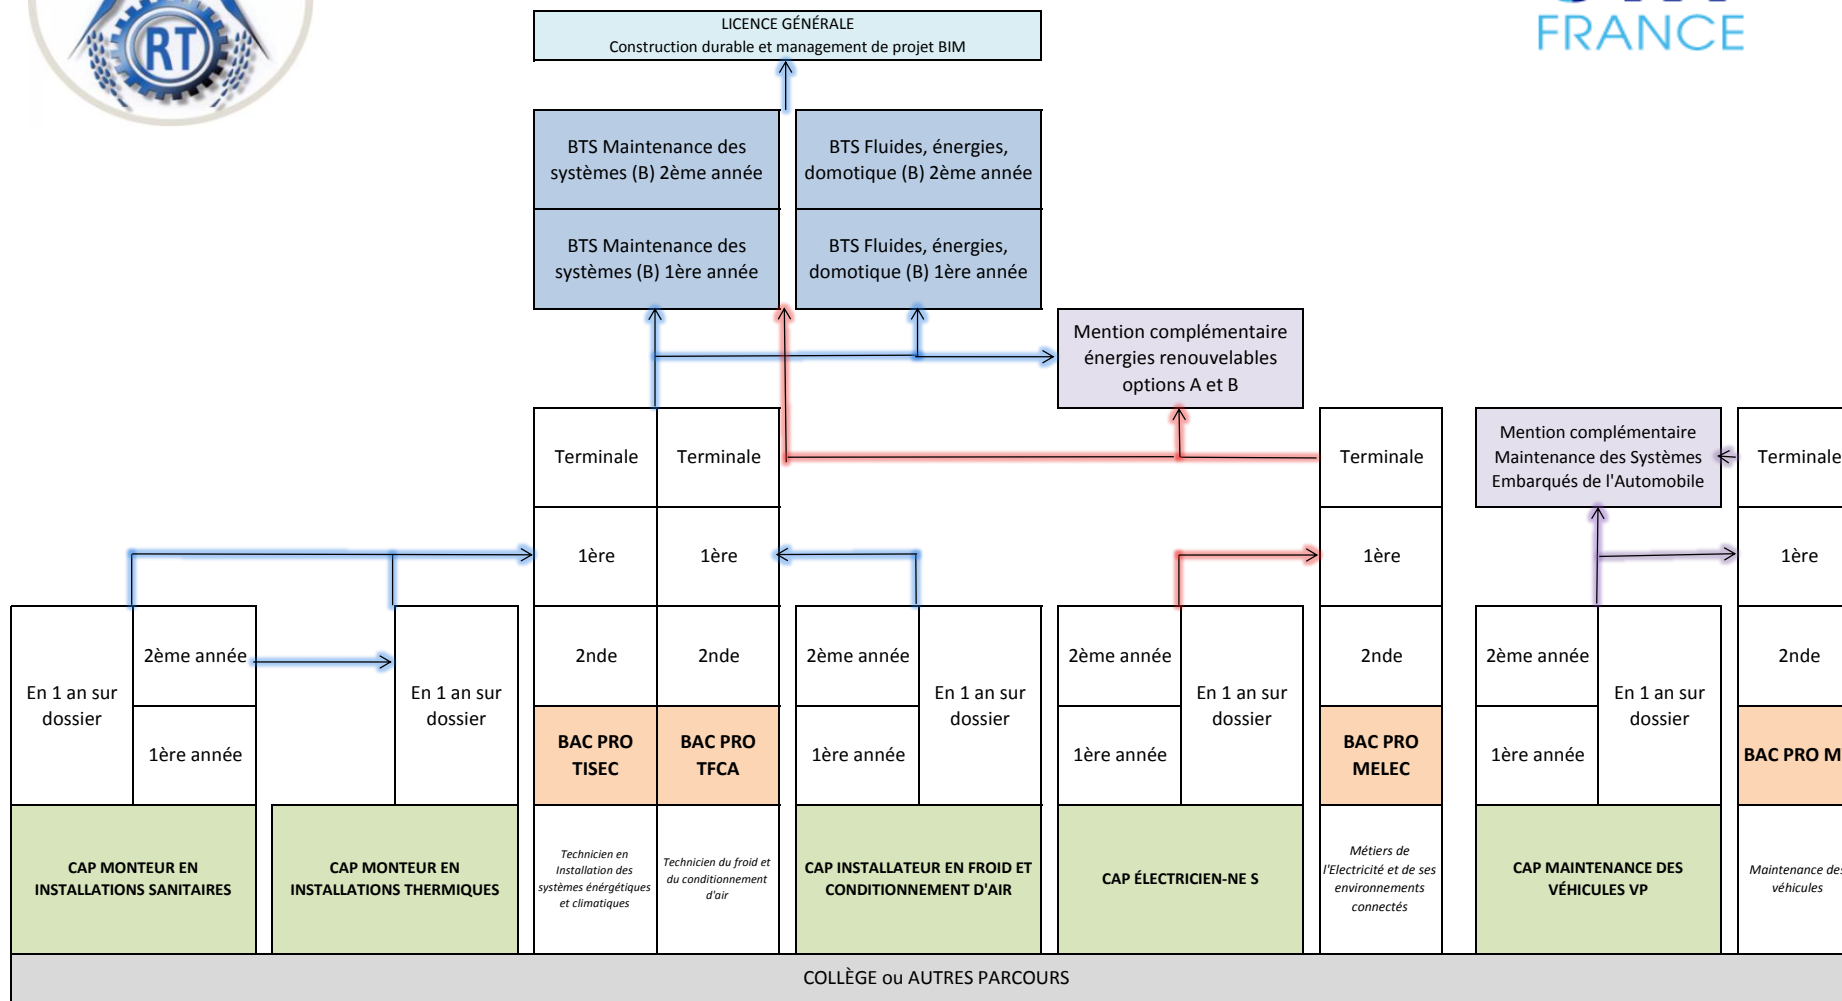 RT
FRANCE
LICENCE GÉNÉRALE
Construction durable et management de projet BIM
BTS Maintenance des
systèmes (B) 2ème année
BTS Fluides, énergies,
domotique (B) 2ème année
BTS Maintenance des
systèmes (B) 1ère année
BTS Fluides, énergies,
domotique (B) 1ère année
Mention complémentaire
énergies renouvelables
options A et B
Terminale
Terminale
Terminale
Mention complémentaire
Maintenance des Systèmes
Embarqués de l'Automobile
Terminale
1ère
1ère
1ère
1ère
En 1 an sur
dossier
2ème année
1ère année
En 1 an sur
dossier
2nde
2nde
2ème année
1ère année
En 1 an sur
dossier
2ème année
1ère année
En 1 an sur
dossier
2nde
2ème année
1ère année
En 1 an sur
dossier
2nde
BAC PRO
TISEC
BAC PRO
TFCA
BAC PRO
MELEC
BAC PRO M
CAP MONTEUR EN
INSTALLATIONS SANITAIRES
CAP MONTEUR EN
INSTALLATIONS THERMIQUES
Technicien en
Installation des
systèmes énérgétiques
et climatiques
Technicien du froid et
du conditionnement
d'air
CAP INSTALLATEUR EN FROID ET
CONDITIONNEMENT D'AIR
CAP ÉLECTRICIEN-NE S
Métiers de
l'Electricité et de ses
environnements
connectés
CAP MAINTENANCE DES
VÉHICULES VP
Maintenance des
véhicules
COLLÈGE ou AUTRES PARCOURS